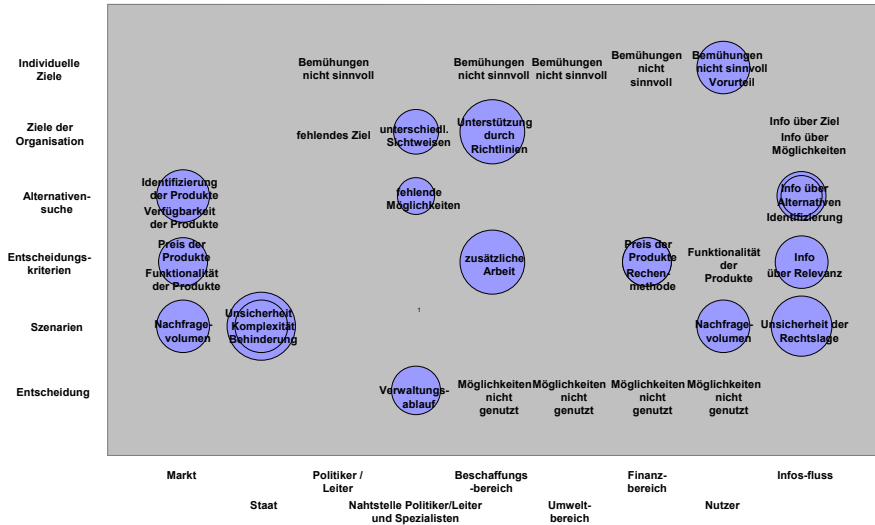 Individuelle
Ziele
Bemühungen
nicht sinnvoll
Bemühungen
nicht sinnvoll
Bemühungen
nicht sinnvoll
Bemühungen
nicht
sinnvoll
Bemühungen
nicht sinnvoll
Vorurteil
Ziele der
Organisation
fehlendes Ziel
unterschiedl.
Sichtweisen
Unterstützung
durch
Richtlinien
Info über Ziel
Info über
Möglichkeiten
Alternativen-
suche
Identifizierung
der Produkte
Verfügbarkeit
der Produkte
fehlende
Möglichkeiten
Info über
Alternativen
Identifizierung
Entscheidungs-
kriterien
Preis der
Produkte
Funktionalität
der Produkte
zusätzliche
Arbeit
Preis der
Produkte
Rechen-
methode
Funktionalität
der
Produkte
Info
über Relevanz
Szenarien
Nachfrage-
volumen
Unsicherheit
Komplexität
Behinderung
1
Nachfrage-
volumen
Unsicherheit der
Rechtslage
Entscheidung
Verwaltungs-
ablauf
Möglichkeiten
nicht
genutzt
Möglichkeiten
nicht
genutzt
Möglichkeiten
nicht
genutzt
Möglichkeiten
nicht
genutzt
Markt
Staat
Politiker /
Leiter
Nahtstelle Politiker/Leiter
und Spezialisten
Beschaffungs
-bereich
Umwelt-
bereich
Finanz-
bereich
Nutzer
Infos-fluss